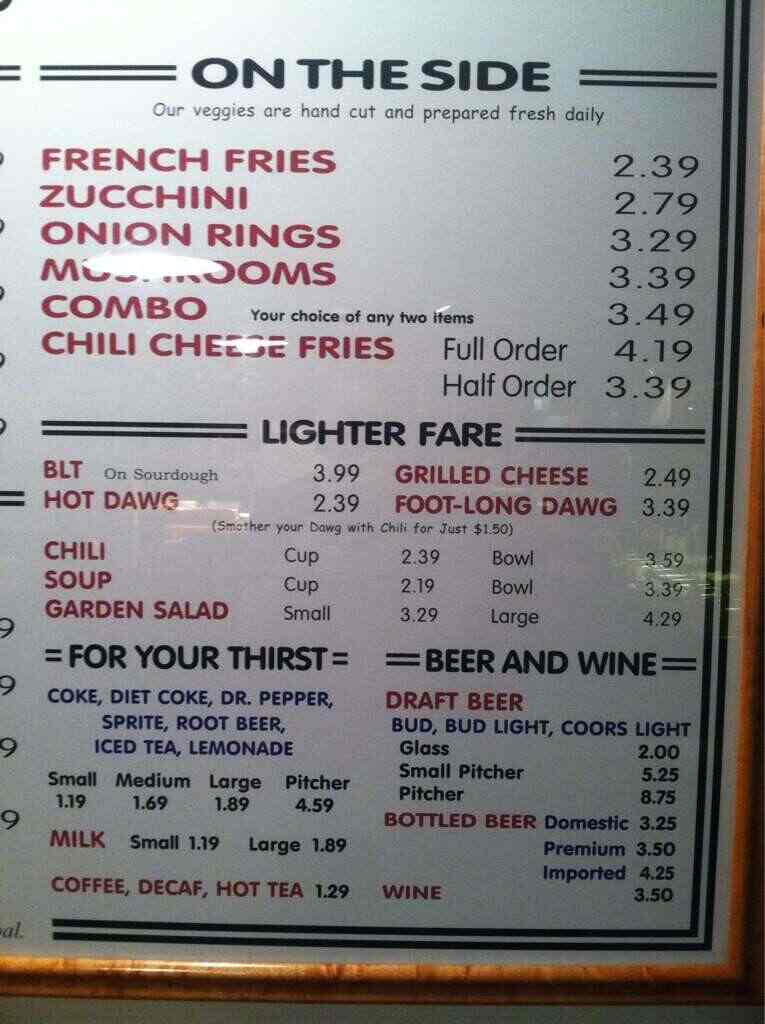 ON THE SIDE
Our veggies are hand cut and prepared fresh daily
FRENCH FRIES 2.39
ZUCCHINI 2.79
ONION RINGS 3.29
MUSHROOMS 3.39
COMBO Your choice of any two items 3.49
CHILI CHEESE FRIES Full Order 4.19
Half Order 3.39
LIGHTER FARE
BLT On Sourdough 3.99 GRILLED CHEESE 2.49
HOT DAWG 2.39 FOOT-LONG DAWG 3.39
(Smother your Dawg with Chili for Just $1.50)
CHILI Cup 2.39 Bowl 3.59
SOUP Cup 2.19 Bowl 3.39
GARDEN SALAD Small 3.29 Large 4.29
FOR YOUR THIRST
COKE, DIET COKE, DR. PEPPER,
SPRITE, ROOT BEER,
ICED TEA, LEMONADE
Small Medium Large Pitcher
1.19 1.69 1.89 4.59
MILK Small 1.19 Large 1.89
COFFEE, DECAF, HOT TEA 1.29
BEER AND WINE
DRAFT BEER
BUD, BUD LIGHT, COORS LIGHT
Glass 2.00
Small Pitcher 5.25
Pitcher 8.75
BOTTLED BEER Domestic 3.25
Premium 3.50
Imported 4.25
WINE 3.50